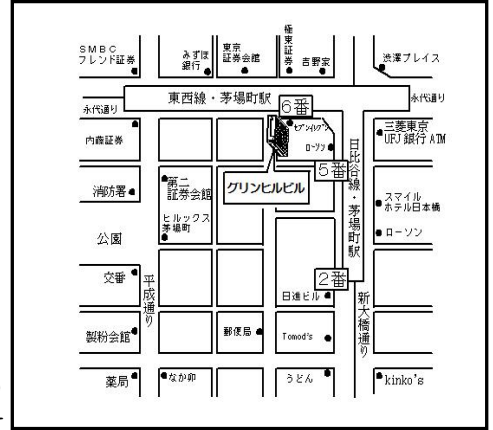 SMBC
フレンド証券
みずほ
銀行
東京
証券会館
極東証券
吉野家
渋澤プレイス
永代通り
東西線・茅場町駅
永代通り
6番
内藤証券
セブンイレブン
ローソン
三菱東京
UFJ銀行ATM
5番
日比谷線・茅場町駅
消防署
第二
証券会館
グリンヒルビル
スマイル
ホテル日本橋
ヒルックス
茅場町
ローソン
公園
交番
平成通り
2番
日進ビル
新大橋通り
製粉会館
郵便局
Tomod's
薬局
なか卯
うどん
kinko's